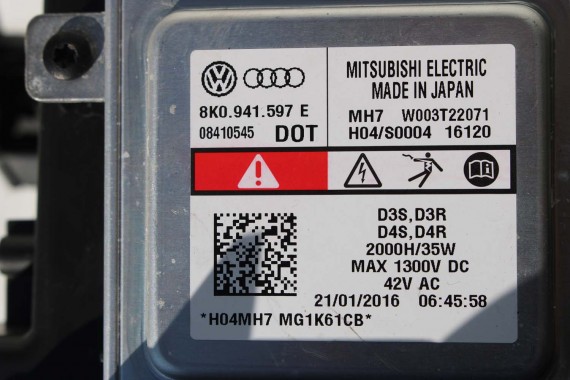 8K0.941.597 E
08410545 DOT
MITSUBISHI ELECTRIC
MADE IN JAPAN
MH7 W003T22071
H04/S0004 16120
D3S,D3R
D4S,D4R
2000H/35W
MAX 1300V DC
42V AC
21/01/2016 06:45:58
*H04MH7 MG1K61CB*